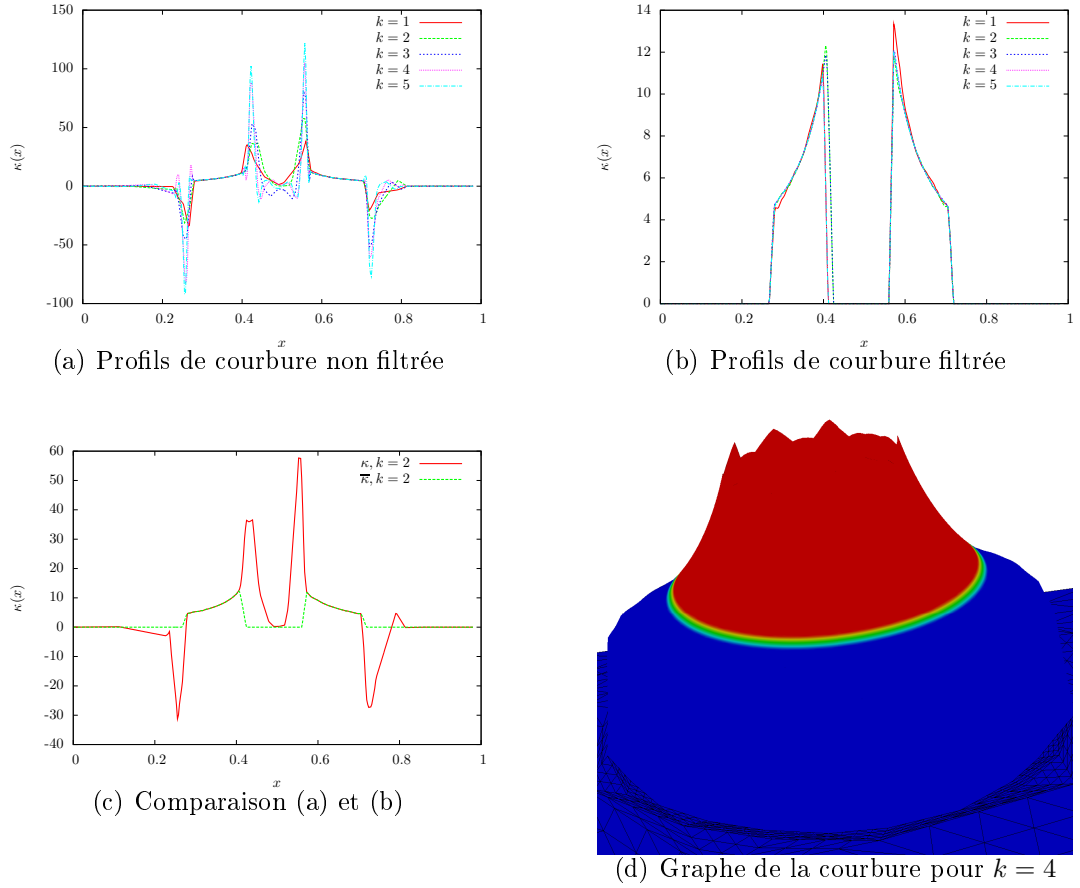 κ(x)
150
100
50
0
-50
-100
0 0.2 0.4 0.6 0.8 1
x
k = 1
k = 2
k = 3
k = 4
k = 5
(a) Profils de courbure non filtrée
κ(x)
14
12
10
8
6
4
2
0
0 0.2 0.4 0.6 0.8 1
x
k = 1
k = 2
k = 3
k = 4
k = 5
(b) Profils de courbure filtrée
κ(x)
60
50
40
30
20
10
0
-10
-20
-30
-40
0 0.2 0.4 0.6 0.8 1
x
κ, k = 2
κ̅, k = 2
(c) Comparaison (a) et (b)
(d) Graphe de la courbure pour k = 4